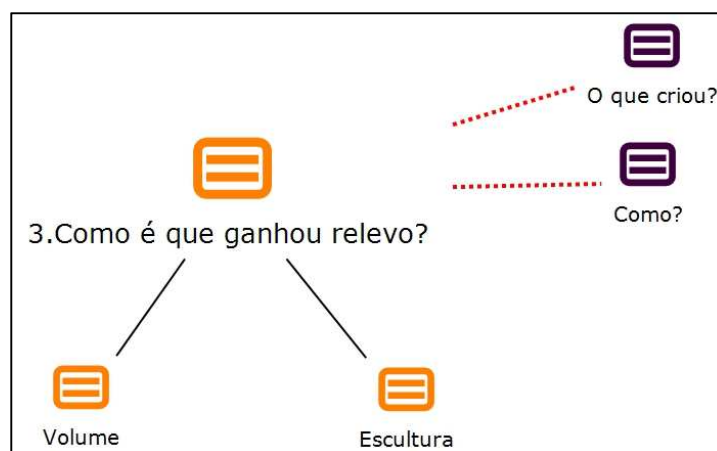 O que criou?
Como?
3.Como é que ganhou relevo?
Volume
Escultura